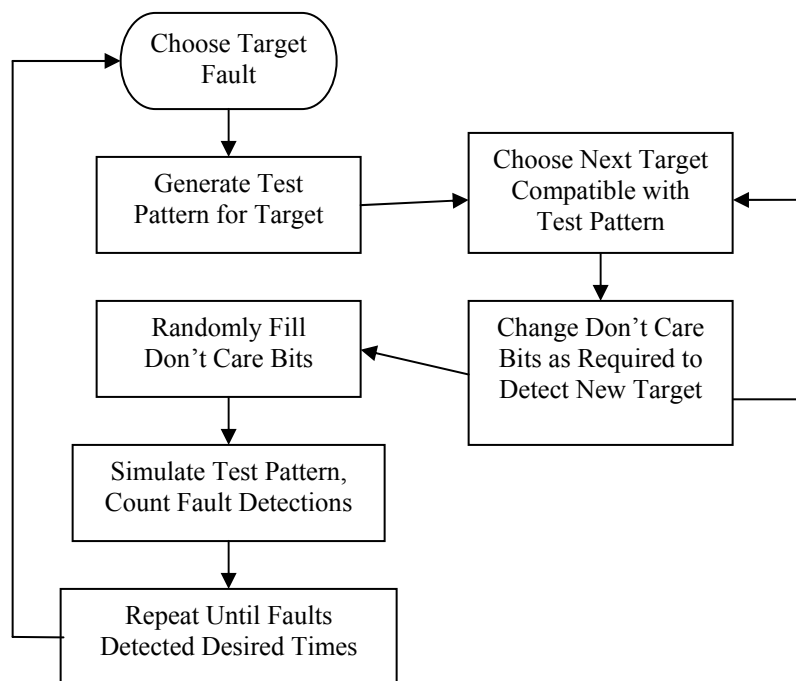 Choose Target
Fault
Generate Test
Pattern for Target
Choose Next Target
Compatible with
Test Pattern
Change Don’t Care
Bits as Required to
Detect New Target
Randomly Fill
Don’t Care Bits
Simulate Test Pattern,
Count Fault Detections
Repeat Until Faults
Detected Desired Times